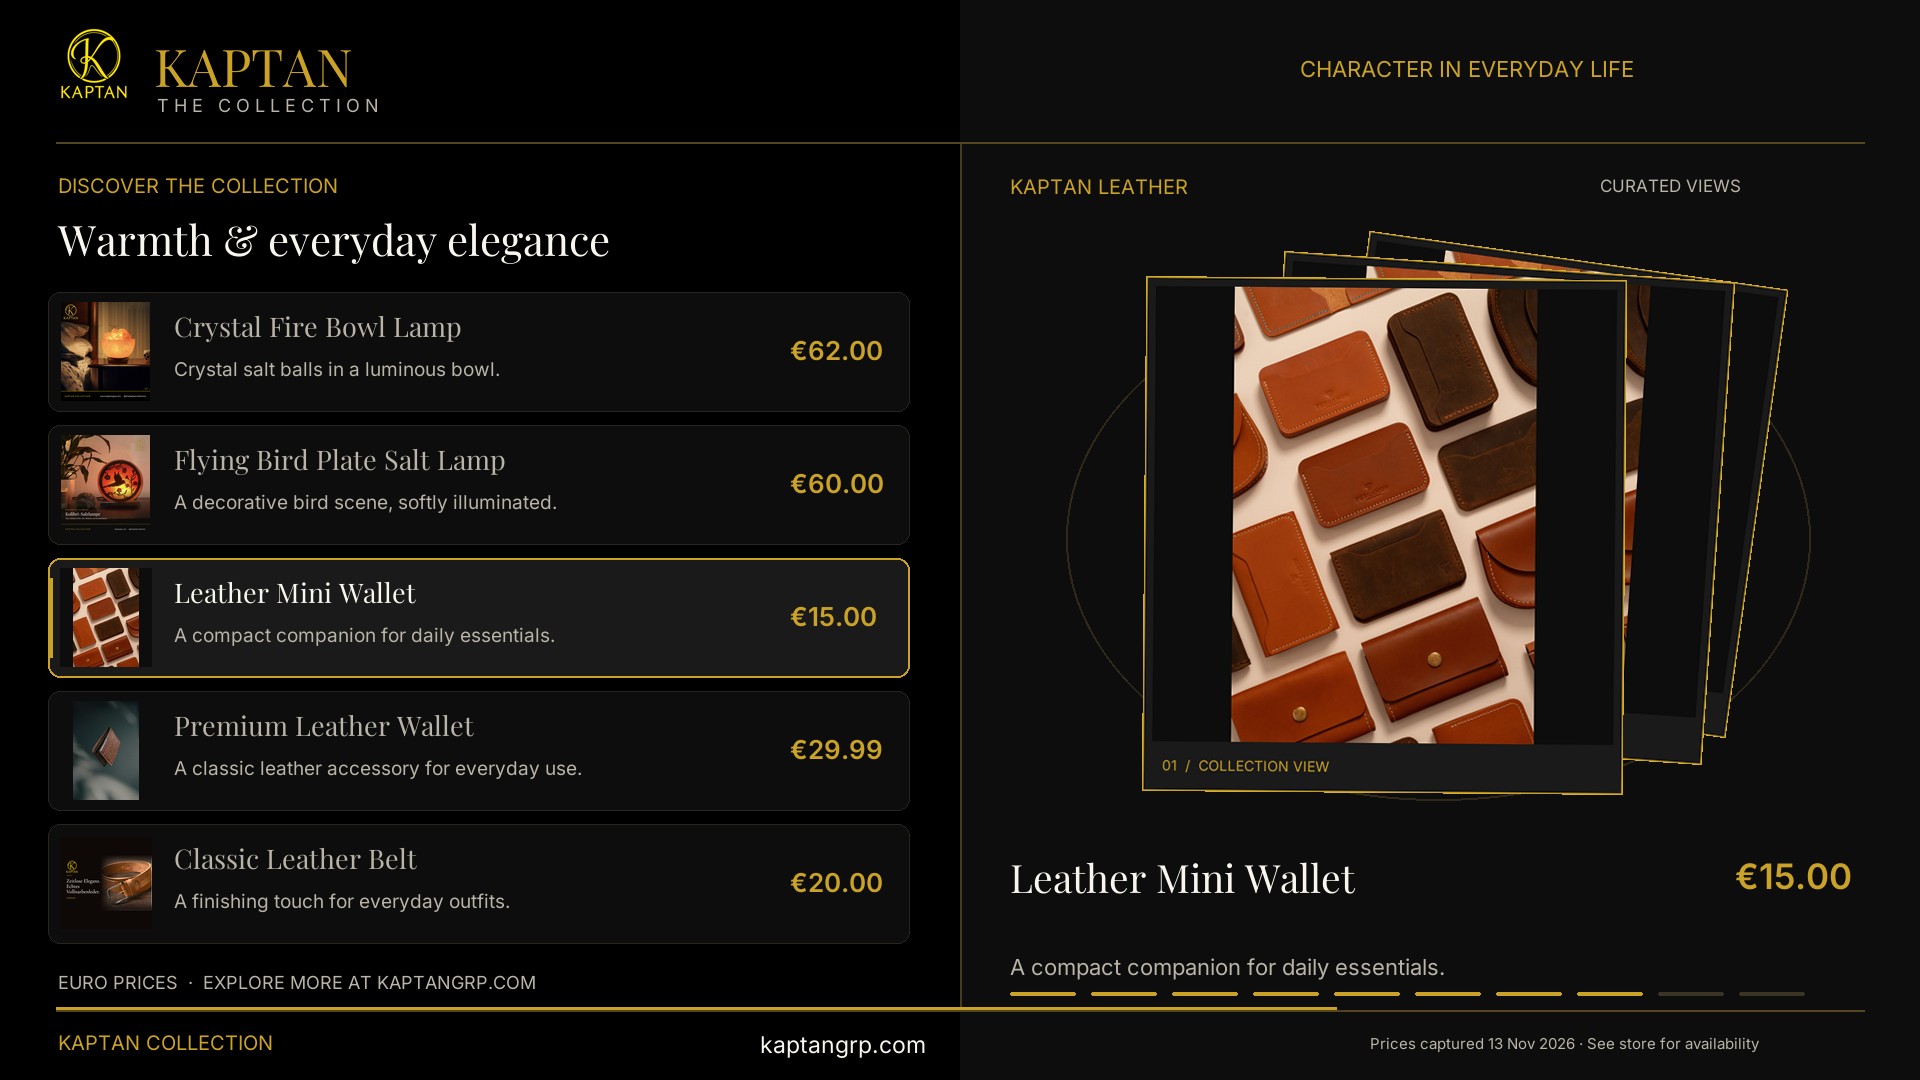 KAPTAN
KAPTAN
THE COLLECTION
CHARACTER IN EVERYDAY LIFE
DISCOVER THE COLLECTION
Warmth & everyday elegance
Crystal Fire Bowl Lamp
Crystal salt balls in a luminous bowl.
€62.00
Flying Bird Plate Salt Lamp
A decorative bird scene, softly illuminated.
€60.00
Leather Mini Wallet
A compact companion for daily essentials.
€15.00
Premium Leather Wallet
A classic leather accessory for everyday use.
€29.99
Classic Leather Belt
A finishing touch for everyday outfits.
€20.00
EURO PRICES · EXPLORE MORE AT KAPTANGRP.COM
KAPTAN LEATHER
CURATED VIEWS
01 / COLLECTION VIEW
Leather Mini Wallet
€15.00
A compact companion for daily essentials.
KAPTAN COLLECTION
kaptangrp.com
Prices captured 13 Nov 2026 · See store for availability